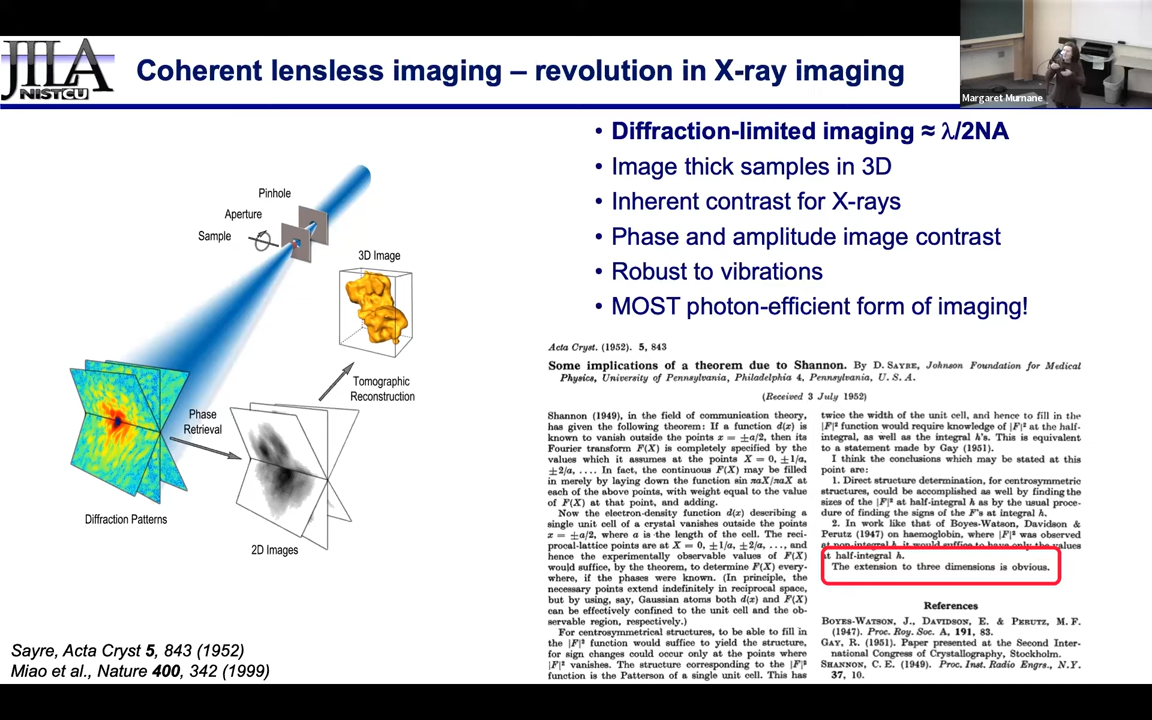 JILA
NIST CU
Coherent lensless imaging – revolution in X-ray imaging
Margaret Murnane
• Diffraction-limited imaging ≈ λ/2NA
• Image thick samples in 3D
• Inherent contrast for X-rays
• Phase and amplitude image contrast
• Robust to vibrations
• MOST photon-efficient form of imaging!
Pinhole
Aperture
Sample
3D Image
Tomographic
Reconstruction
Phase
Retrieval
Diffraction Patterns
2D Images
Sayre, Acta Cryst 5, 843 (1952)
Miao et al., Nature 400, 342 (1999)
Acta Cryst. (1952). 5, 843
Some implications of a theorem due to Shannon. By D. SAYRE, Johnson Foundation for Medical
Physics, University of Pennsylvania, Philadelphia 4, Pennsylvania, U. S. A.
(Received 3 July 1952)
Shannon (1949), in the field of communication theory,
has given the following theorem: If a function d(x) is
known to vanish outside the points x = ±a/2, then its
Fourier transform F(X) is completely specified by the
values which it assumes at the points X = 0, ±1/a,
±2/a, .... In fact, the continuous F(X) may be filled
in merely by laying down the function sin πaX/πaX at
each of the above points, with weight equal to the value
of F(X) at that point, and adding.
Now the electron-density function d(x) describing a
single unit cell of a crystal vanishes outside the points
x = ±a/2, where a is the length of the cell. The reci-
procal-lattice points are at X = 0, ±1/a, ±2/a, ..., and
hence the experimentally observable values of F(X)
would suffice, by the theorem, to determine F(X) every-
where, if the phases were known. (In principle, the
necessary points extend indefinitely in reciprocal space,
but by using, say, Gaussian atoms both d(x) and F(X)
can be effectively confined to the unit cell and the ob-
servable region, respectively.)
For centrosymmetrical structures, to be able to fill in
the |F|² function would suffice to yield the structure,
for sign changes could occur only at the points where
|F|² vanishes. The structure corresponding to the |F|²
function is the Patterson of a single unit cell. This has
twice the width of the unit cell, and hence to fill in the
|F|² function would require knowledge of |F|² at the half-
integral, as well as the integral h's. This is equivalent
to a statement made by Gay (1951).
I think the conclusions which may be stated at this
point are:
1. Direct structure determination, for centrosymmetric
structures, could be accomplished as well by finding the
sizes of the |F|² at half-integral h as by the usual proce-
dure of finding the signs of the F's at integral h.
2. In work like that of Boyes-Watson, Davidson &
Perutz (1947) on haemoglobin, where |F|² was observed
at non-integral h, it would suffice to have only the values
at half-integral h.
The extension to three dimensions is obvious.
References
BOYES-WATSON, J., DAVIDSON, E. & PERUTZ, M. F.
(1947). Proc. Roy. Soc. A, 191, 83.
GAY, R. (1951). Paper presented at the Second Inter-
national Congress of Crystallography, Stockholm.
SHANNON, C. E. (1949). Proc. Inst. Radio Engrs., N.Y.
37, 10.